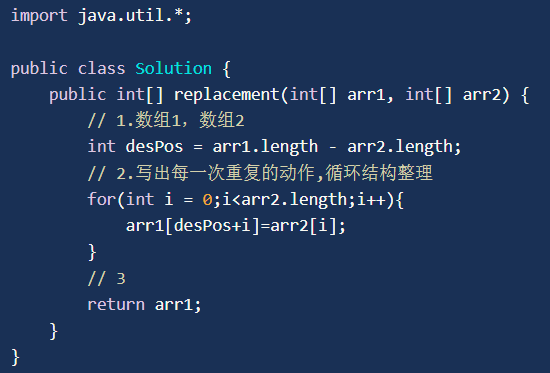 import java.util.*;

public class Solution {
    public int[] replacement(int[] arr1, int[] arr2) {
        // 1.数组1，数组2
        int desPos = arr1.length - arr2.length;
        // 2.写出每一次重复的动作,循环结构整理
        for(int i = 0;i<arr2.length;i++){
            arr1[desPos+i]=arr2[i];
        }
        // 3
        return arr1;
    }
}